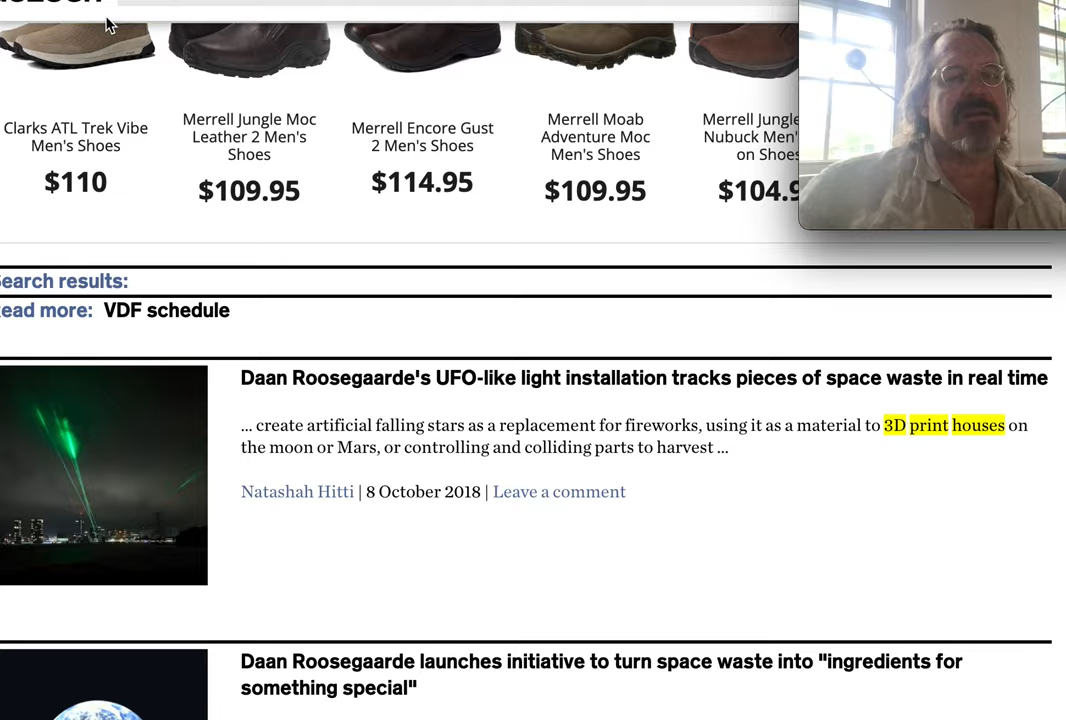 Clarks ATL Trek Vibe
Men's Shoes
$110
Merrell Jungle Moc
Leather 2 Men's
Shoes
$109.95
Merrell Encore Gust
2 Men's Shoes
$114.95
Merrell Moab
Adventure Moc
Men's Shoes
$109.95
Merrell Jungle
Nubuck Men'
on Shoes
$104.9
Search results:
Read more: VDF schedule
Daan Roosegaarde's UFO-like light installation tracks pieces of space waste in real time
... create artificial falling stars as a replacement for fireworks, using it as a material to 3D print houses on
the moon or Mars, or controlling and colliding parts to harvest ...
Natashah Hitti | 8 October 2018 | Leave a comment
Daan Roosegaarde launches initiative to turn space waste into "ingredients for
something special"